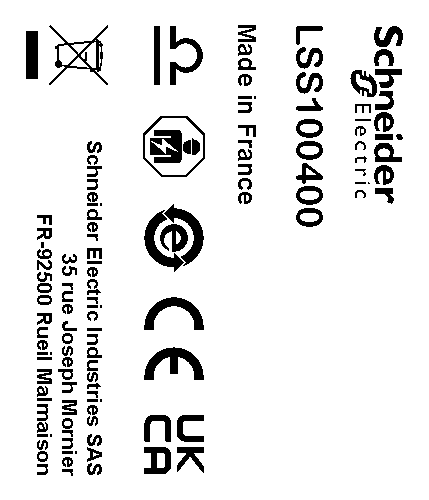 Schneider
Electric
LSS100400
Made in France
UK
CA
Schneider Electric Industries SAS
35 rue Joseph Mornier
FR-92500 Rueil Malmaison